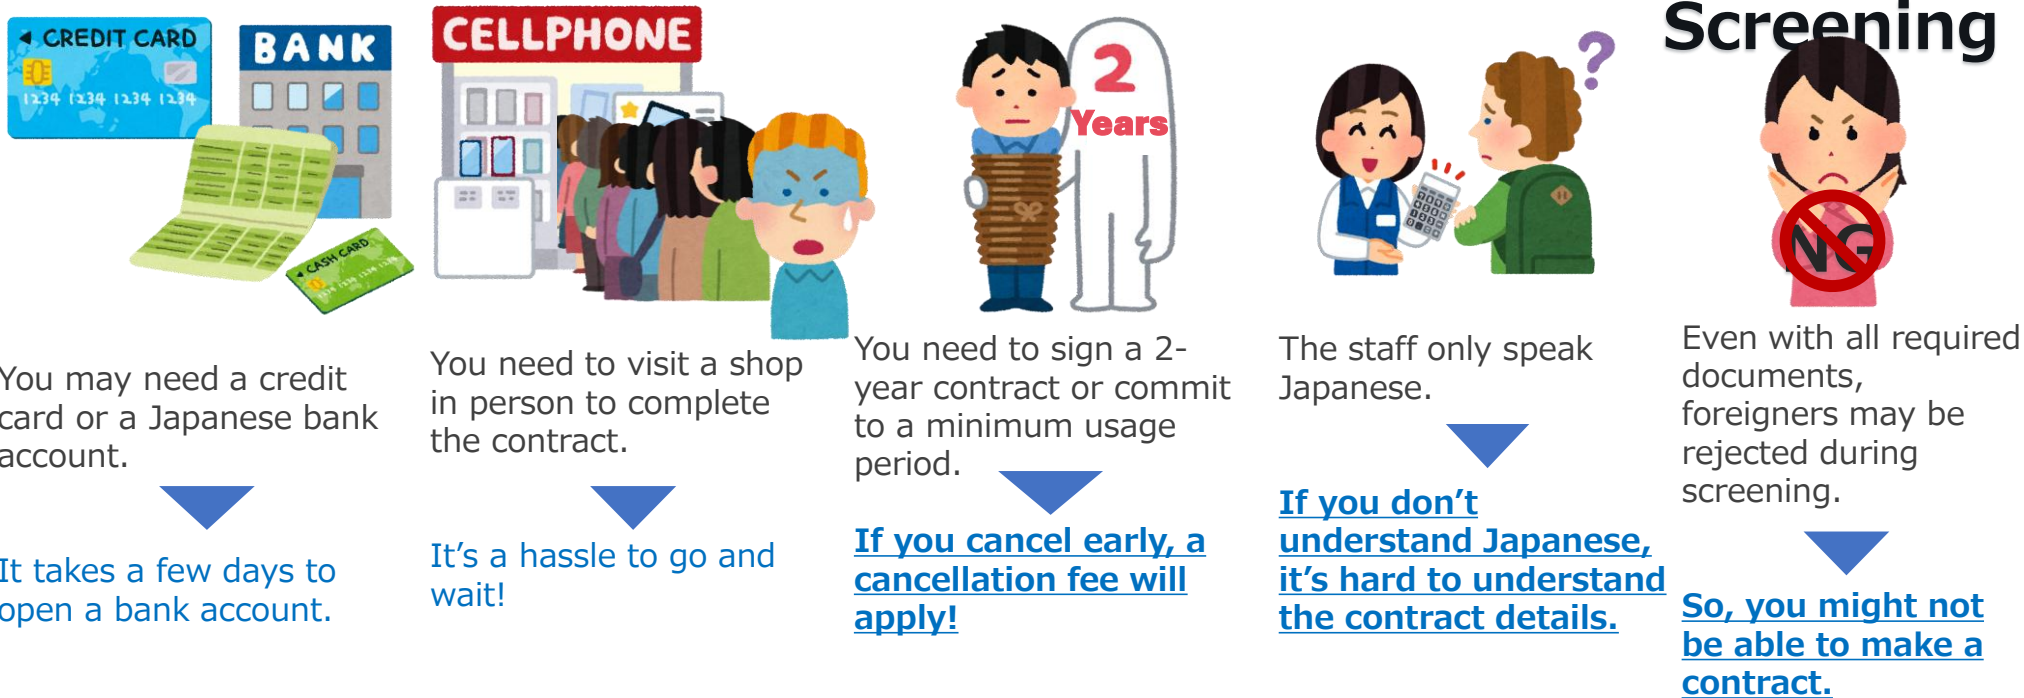 CREDIT CARD
1234 1234 1234 1234
BANK
CASH CARD
1234 1234 1234 1234
You may need a credit
card or a Japanese bank
account.
It takes a few days to
open a bank account.
CELLPHONE
You need to visit a shop
in person to complete
the contract.
It's a hassle to go and
wait!
2
Years
You need to sign a 2-
year contract or commit
to a minimum usage
period.
If you cancel early, a
cancellation fee will
apply!
?
The staff only speak
Japanese.
If you don't
understand Japanese,
it's hard to understand
the contract details.
Screening
NG
Even with all required
documents,
foreigners may be
rejected during
screening.
So, you might not
be able to make a
contract.